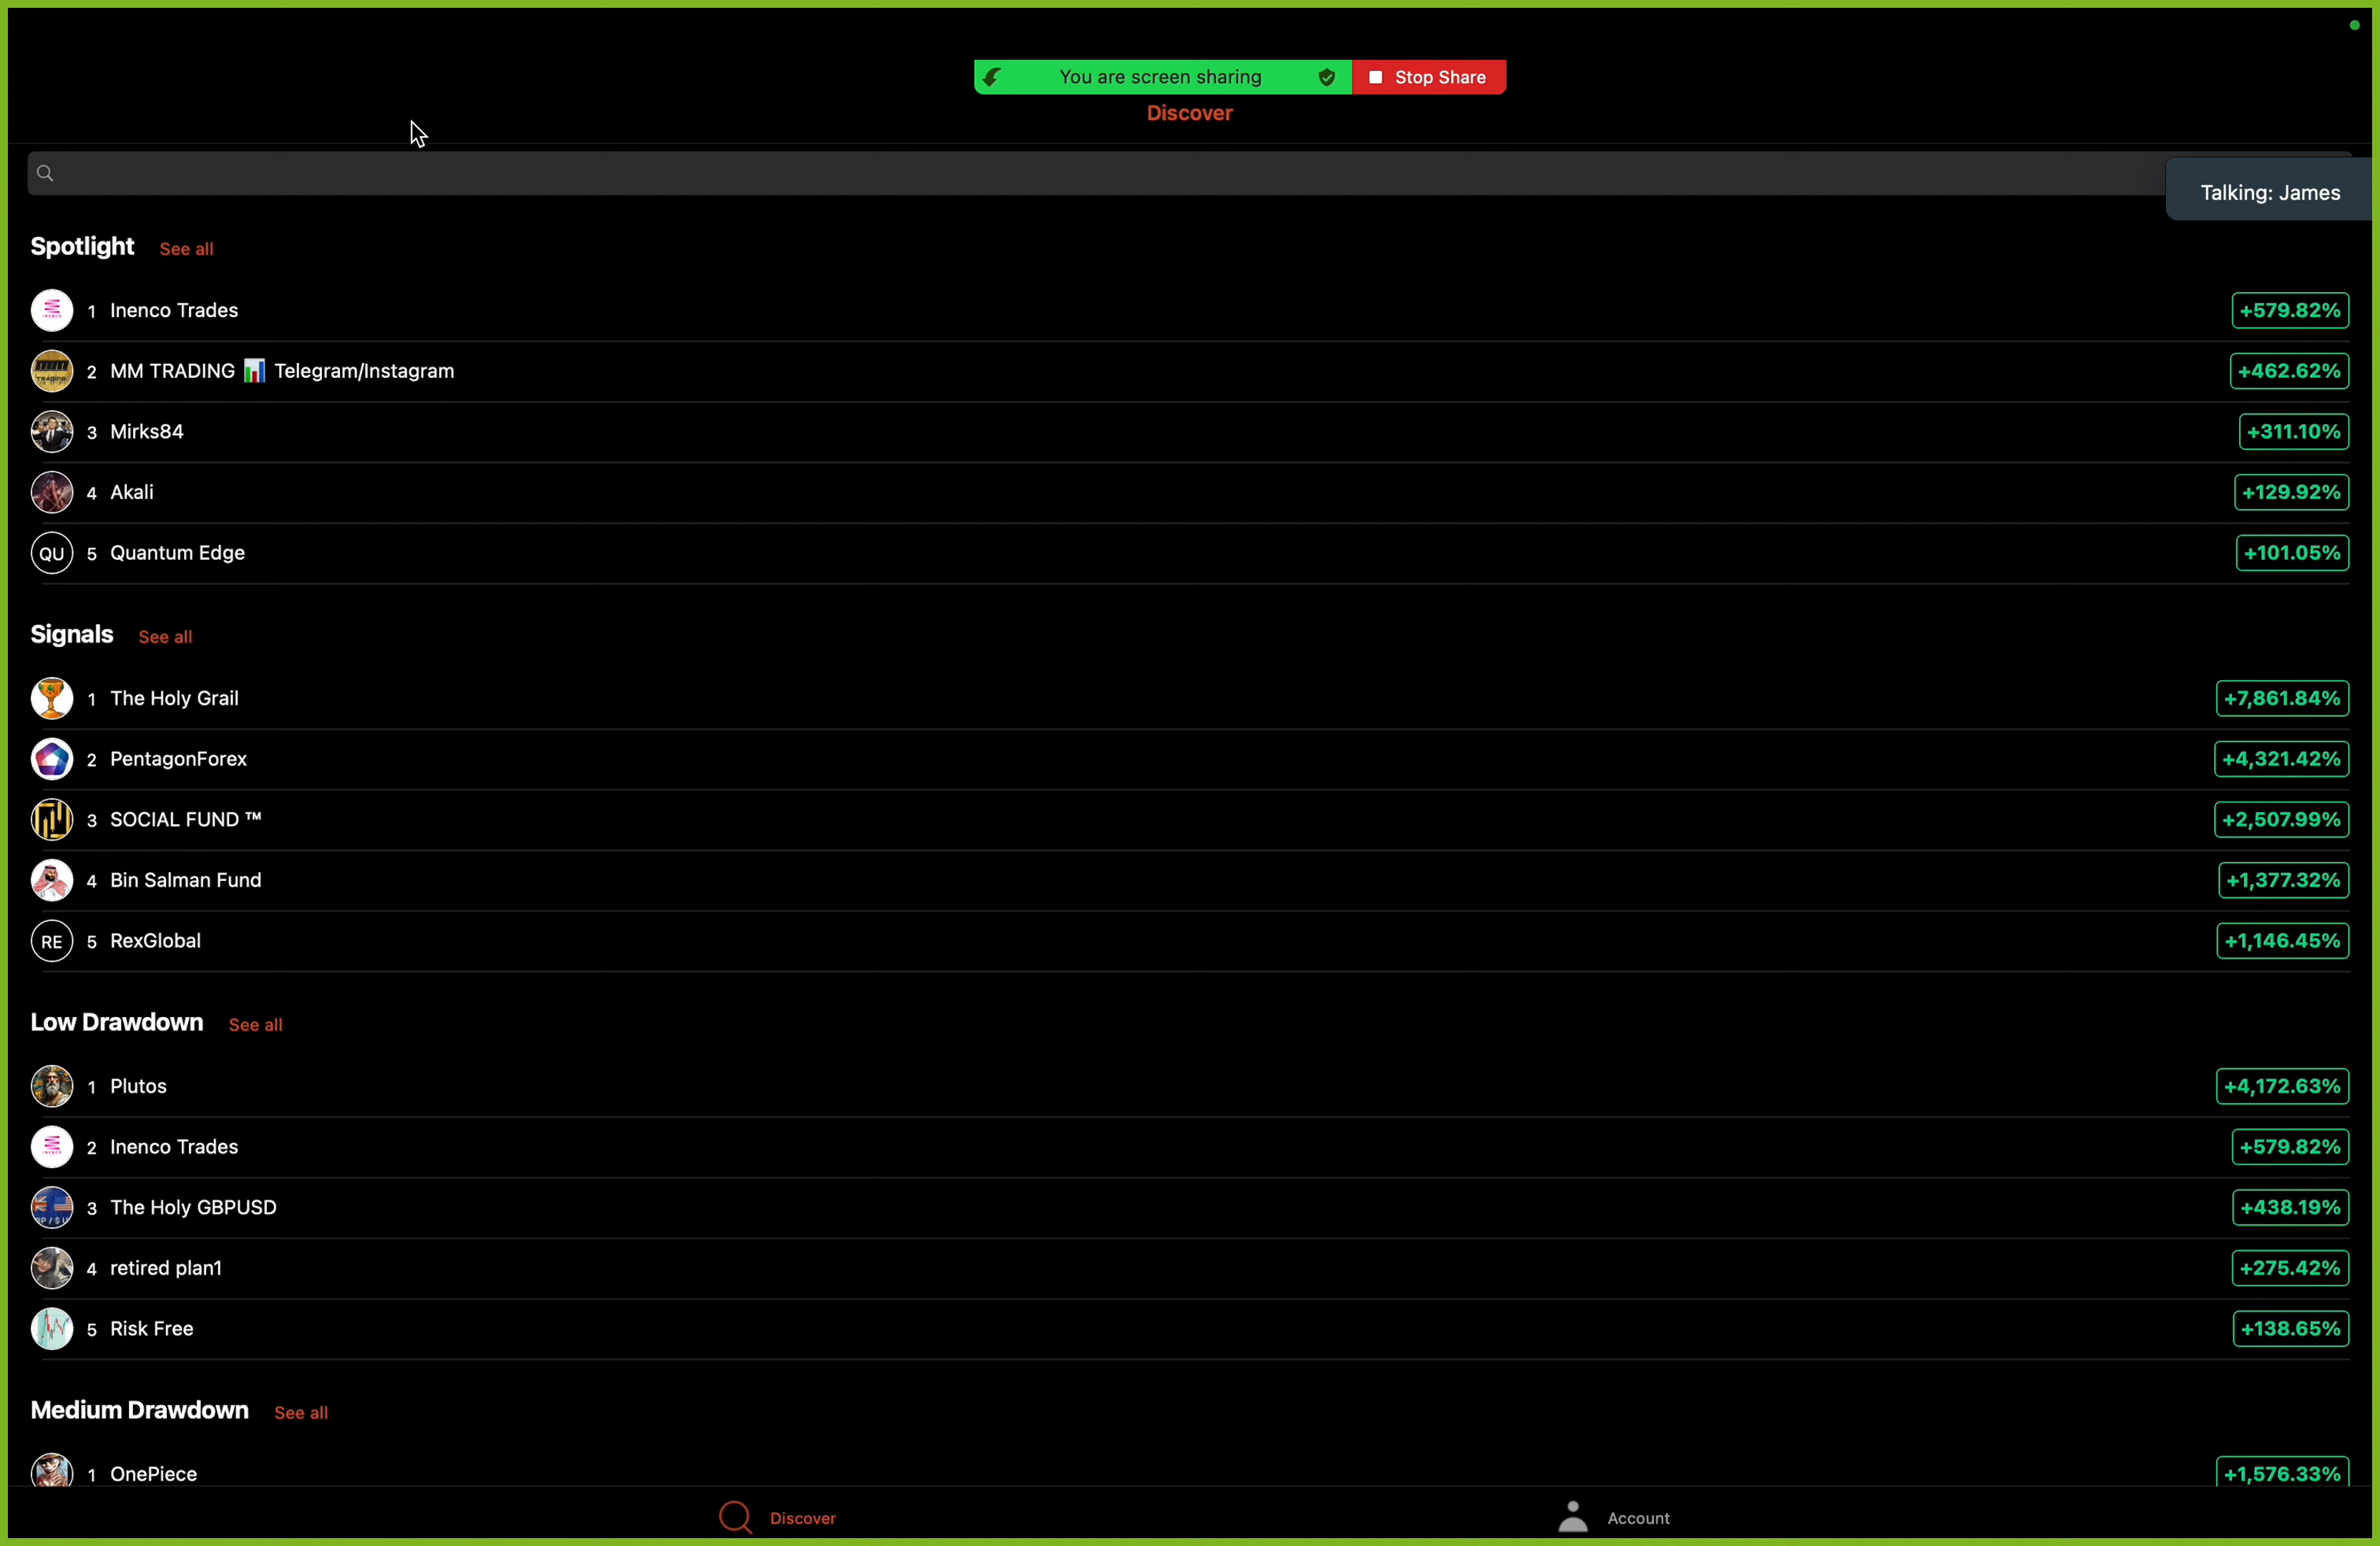 You are screen sharing Stop Share
Discover
Talking: James
Spotlight See all
1 Inenco Trades +579.82%
2 MM TRADING 📊 Telegram/Instagram +462.62%
3 Mirks84 +311.10%
4 Akali +129.92%
QU 5 Quantum Edge +101.05%
Signals See all
1 The Holy Grail +7,861.84%
2 PentagonForex +4,321.42%
3 SOCIAL FUND ™ +2,507.99%
4 Bin Salman Fund +1,377.32%
RE 5 RexGlobal +1,146.45%
Low Drawdown See all
1 Plutos +4,172.63%
2 Inenco Trades +579.82%
3 The Holy GBPUSD +438.19%
4 retired plan1 +275.42%
5 Risk Free +138.65%
Medium Drawdown See all
1 OnePiece +1,576.33%
Discover Account